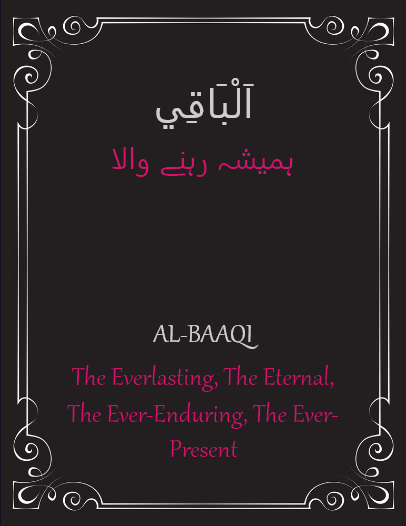 اَلْبَاقِي
ہمیشہ رہنے والا
AL-BAAQI
The Everlasting, The Eternal,
The Ever-Enduring, The Ever-
Present